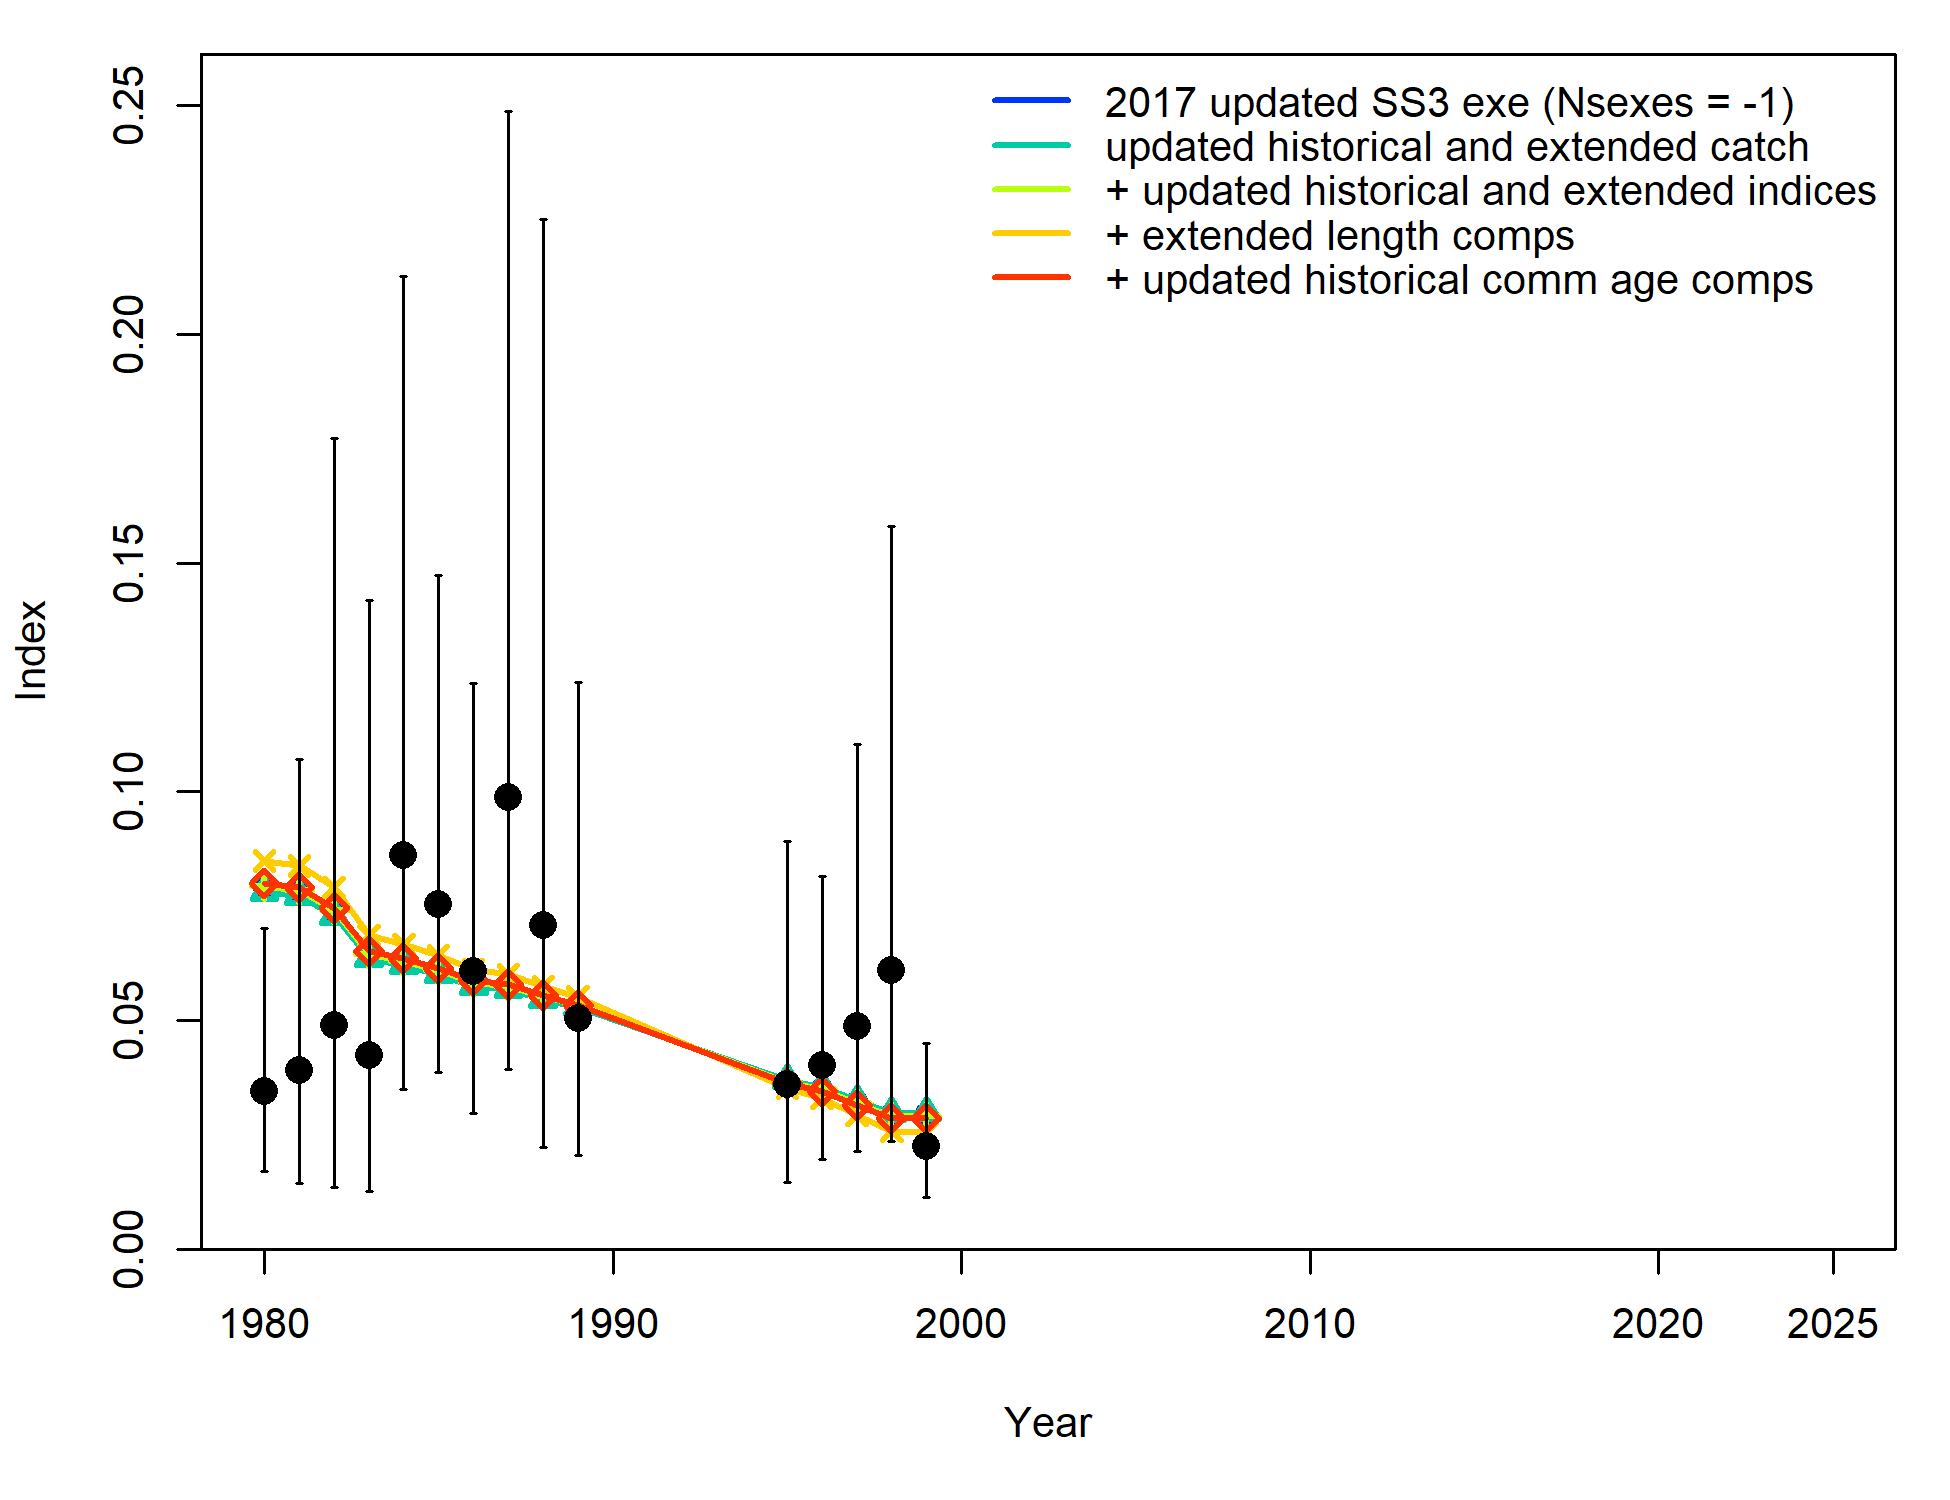 2017 updated SS3 exe (Nsexes = -1)
updated historical and extended catch
+ updated historical and extended indices
+ extended length comps
+ updated historical comm age comps
0.25
0.20
0.15
0.10
0.05
0.00
Index
1980 1990 2000 2010 2020 2025
Year